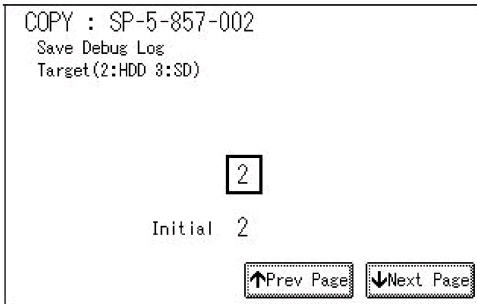 COPY : SP-5-857-002
Save Debug Log
Target(2:HDD 3:SD)
2
Initial 2
↑Prev Page ↓Next Page